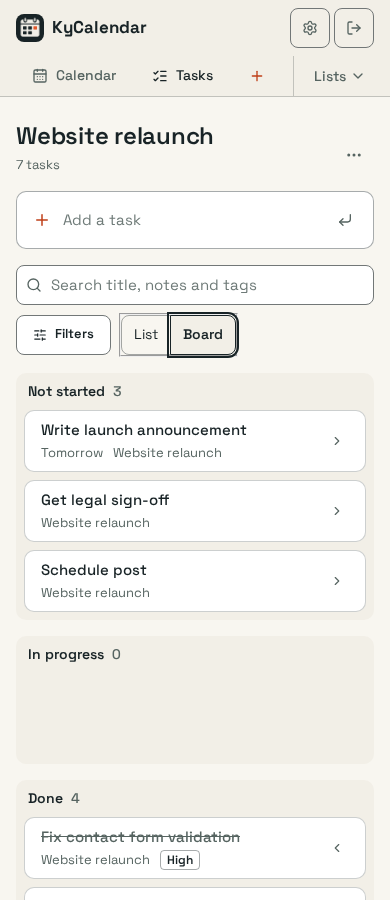 KyCalendar
Calendar
Tasks
Lists
Website relaunch
7 tasks
Add a task
Search title, notes and tags
Filters
List
Board
Not started 3
Write launch announcement
Tomorrow Website relaunch
Get legal sign-off
Website relaunch
Schedule post
Website relaunch
In progress 0
Done 4
Fix contact form validation
Website relaunch High